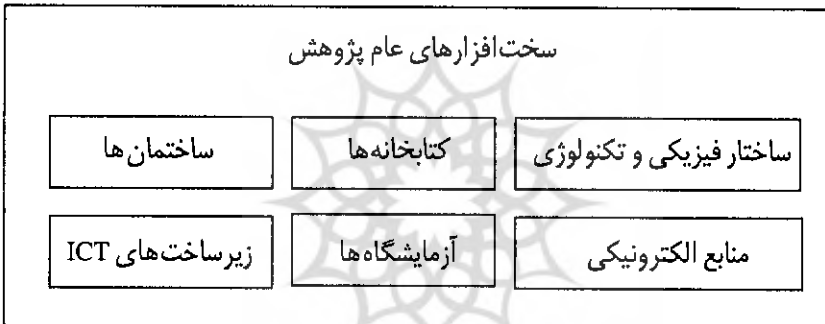 سخت‌افزارهای عام پژوهش
ساختار فیزیکی و تکنولوژی
کتابخانه‌ها
ساختمان‌ها
منابع الکترونیکی
آزمایشگاه‌ها
زیرساخت‌های ICT